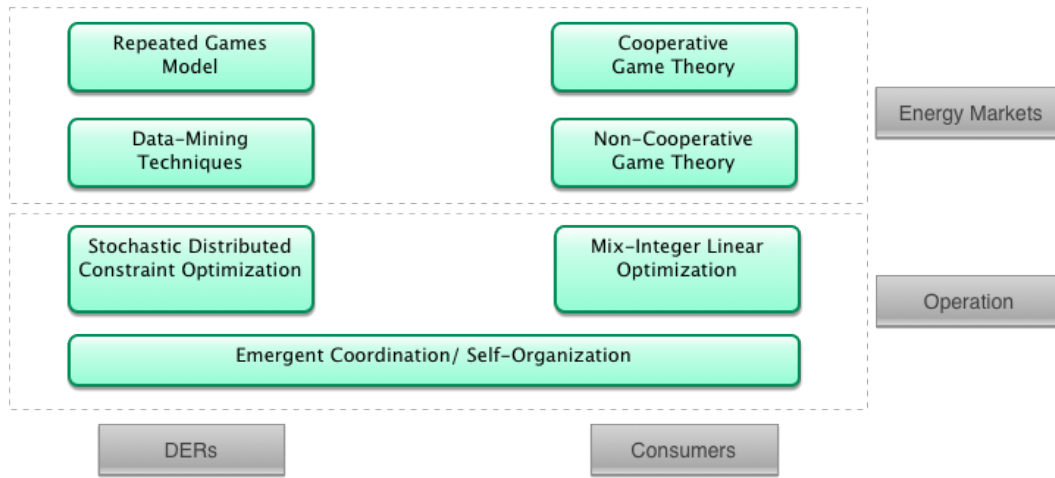 Repeated Games
Model
Cooperative
Game Theory
Energy Markets
Data-Mining
Techniques
Non-Cooperative
Game Theory
Stochastic Distributed
Constraint Optimization
Mix-Integer Linear
Optimization
Operation
Emergent Coordination/ Self-Organization
DERs
Consumers